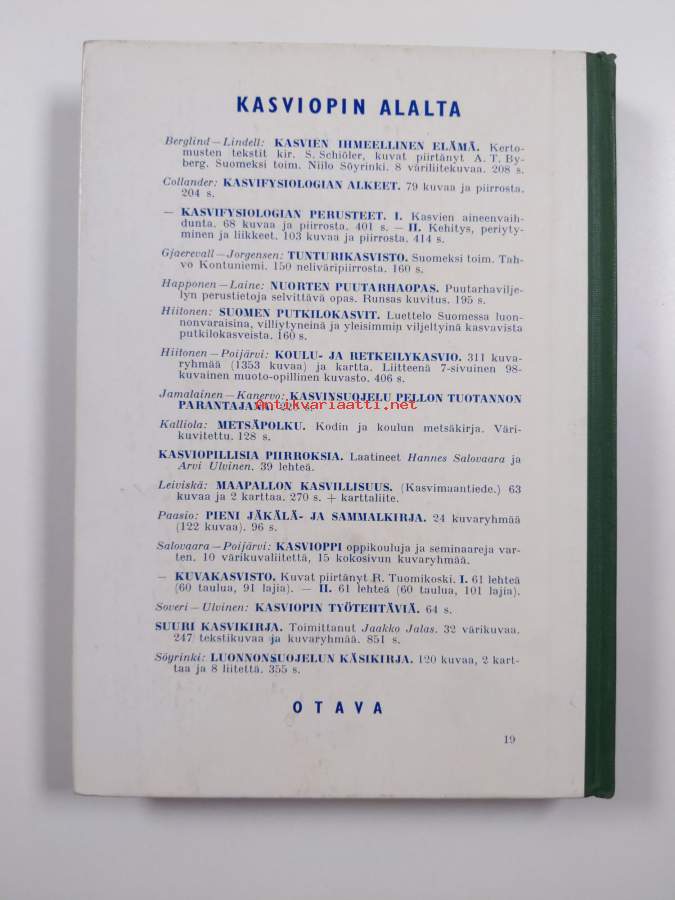 KASVIOPIN ALALTA
Berglind—Lindell: KASVIEN IHMEELLINEN ELÄMÄ. Kerto-
musten tekstit kir. S. Schiöler, kuvat piirtänyt A. T. By-
berg. Suomeksi toim. Niilo Söyrinki. 8 väriliitekuvaa. 208 s.
Collander: KASVIFYSIOLOGIAN ALKEET. 79 kuvaa ja piirrosta.
204 s.
— KASVIFYSIOLOGIAN PERUSTEET. I. Kasvien aineenvaih-
dunta. 68 kuvaa ja piirrosta. 401 s. — II. Kehitys, periyty-
minen ja liikkeet. 103 kuvaa ja piirrosta. 414 s.
Gjaerevall—Jorgensen: TUNTURIKASVISTO. Suomeksi toim. Tah-
vo Kontuniemi. 150 neliväripiirrosta. 160 s.
Happonen—Laine: NUORTEN PUUTARHAOPAS. Puutarhavilje-
lyn perustietoja selvittävä opas. Runsas kuvitus. 195 s.
Hiitonen: SUOMEN PUTKILOKASVIT. Luettelo Suomessa luon-
nonvaraisina, villiytyneinä ja yleisimmin viljeltyinä kasvavista
putkilokasveista. 160 s.
Hiitonen—Poijärvi: KOULU- JA RETKEILYKASVIO. 311 kuva-
ryhmää (1353 kuvaa) ja kartta. Liitteenä 7-sivuinen 98-
kuvainen muoto-opillinen kuvasto. 406 s.
Jamalainen—Kanervo: KASVINSUOJELU PELLON TUOTANNON
PARANTAJANA. 223 s.
Antikvariaatti.net
Kalliola: METSÄPOLKU. Kodin ja koulun metsäkirja. Väri-
kuvitettu. 128 s.
KASVIOPILLISIA PIIRROKSIA. Laatineet Hannes Salovaara ja
Arvi Ulvinen. 39 lehteä.
Leiviskä: MAAPALLON KASVILLISUUS. (Kasvimaantiede.) 63
kuvaa ja 2 karttaa. 270 s. + karttaliite.
Paasio: PIENI JÄKÄLÄ- JA SAMMALKIRJA. 24 kuvaryhmää
(122 kuvaa). 96 s.
Salovaara—Poijärvi: KASVIOPPI oppikouluja ja seminaareja var-
ten. 10 värikuvaliitettä, 15 kokosivun kuvaryhmää.
— KUVAKASVISTO. Kuvat piirtänyt R. Tuomikoski. I. 61 lehteä
(60 taulua, 91 lajia). — II. 61 lehteä (60 taulua, 101 lajia).
Soveri—Ulvinen: KASVIOPIN TYÖTEHTÄVIÄ. 64 s.
SUURI KASVIKIRJA. Toimittanut Jaakko Jalas. 32 värikuvaa.
247 tekstikuvaa ja kuvaryhmää. 851 s.
Söyrinki: LUONNONSUOJELUN KÄSIKIRJA. 120 kuvaa, 2 kart-
taa ja 8 liitettä. 355 s.
OTAVA
19